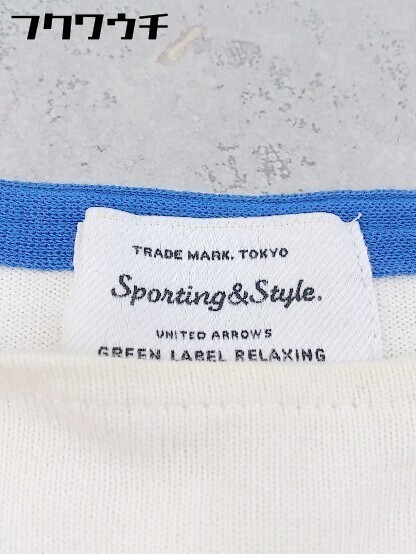 フクワウチ
TRADE MARK. TOKYO
Sporting&Style.
UNITED ARROWS
GREEN LABEL RELAXING